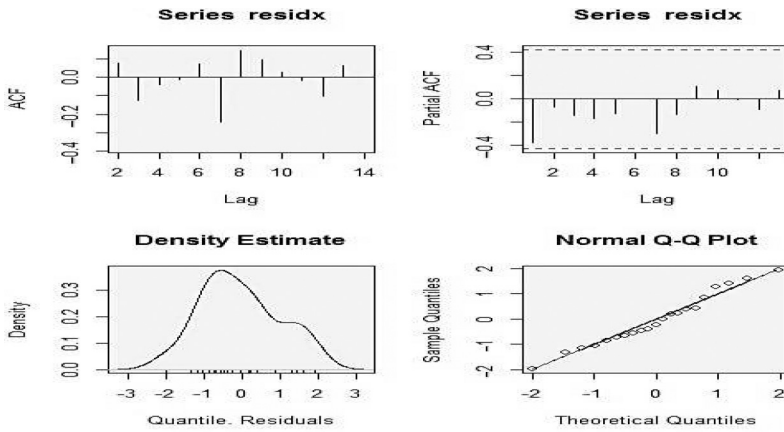 Series residx
ACF
0.0
-0.2
-0.4
2 4 6 8 10 14
Lag
Series residx
Partial ACF
0.4
0.0
-0.4
2 4 6 8 10
Lag
Density Estimate
Density
0.3
0.2
0.1
0.0
-3 -2 -1 0 1 2 3
Quantile. Residuals
Normal Q-Q Plot
Sample Quantiles
2
1
0
-1
-2
-2 -1 0 1 2
Theoretical Quantiles